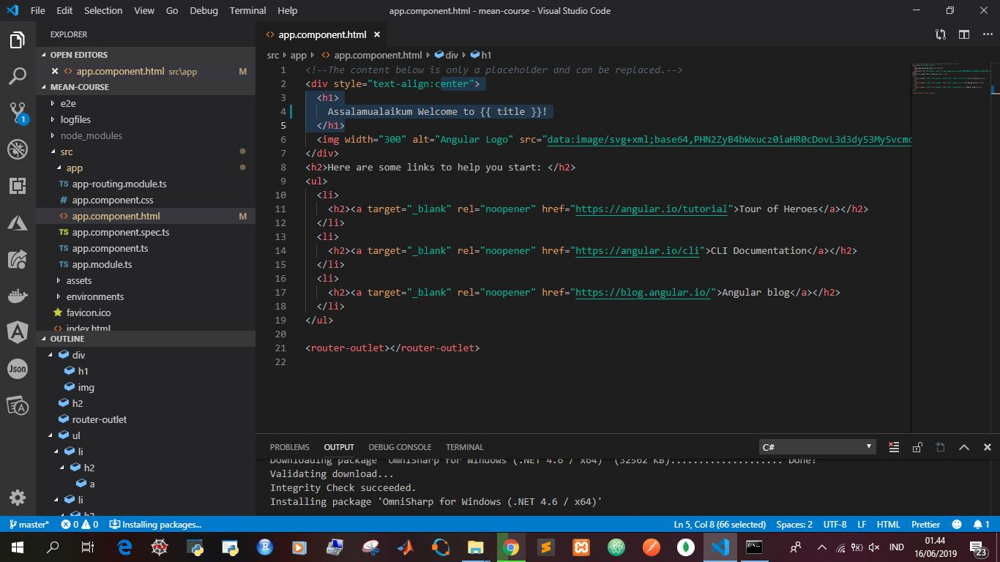 File Edit Selection View Go Debug Terminal Help app.component.html - mean-course - Visual Studio Code
EXPLORER
OPEN EDITORS
app.component.html src\app M
MEAN-COURSE
e2e
logfiles
node_modules
src
app
TS app-routing.module.ts
# app.component.css
<> app.component.html M
TS app.component.spec.ts
TS app.component.ts
TS app.module.ts
assets
environments
favicon.ico
<> index.html
OUTLINE
div
h1
img
h2
router-outlet
ul
li
h2
a
li
h2
1
Json
<> app.component.html
src app <> app.component.html div h1
1 <!--The content below is only a placeholder and can be replaced.-->
2 <div style="text-align:center">
3 <h1>
4 Assalamualaikum Welcome to {{ title }}!
5 </h1>
6 <img width="300" alt="Angular Logo" src="data:image/svg+xml;base64,PHN2ZyB4bWxucz0iaHR0cDovL3d3dy53My5vcmc
7 </div>
8 <h2>Here are some links to help you start: </h2>
9 <ul>
10 <li>
11 <h2><a target="_blank" rel="noopener" href="https://angular.io/tutorial">Tour of Heroes</a></h2>
12 </li>
13 <li>
14 <h2><a target="_blank" rel="noopener" href="https://angular.io/cli">CLI Documentation</a></h2>
15 </li>
16 <li>
17 <h2><a target="_blank" rel="noopener" href="https://blog.angular.io/">Angular blog</a></h2>
18 </li>
19 </ul>
20
21 <router-outlet></router-outlet>
22
PROBLEMS OUTPUT DEBUG CONSOLE TERMINAL C#
Downloading package 'OmniSharp for Windows (.NET 4.6 / x64)' (32562 KB).................... Done!
Validating download...
Integrity Check succeeded.
Installing package 'OmniSharp for Windows (.NET 4.6 / x64)'
master* 0 0 Installing packages... Ln 5, Col 8 (66 selected) Spaces: 2 UTF-8 LF HTML Prettier 1
IND
01.44
16/06/2019
23